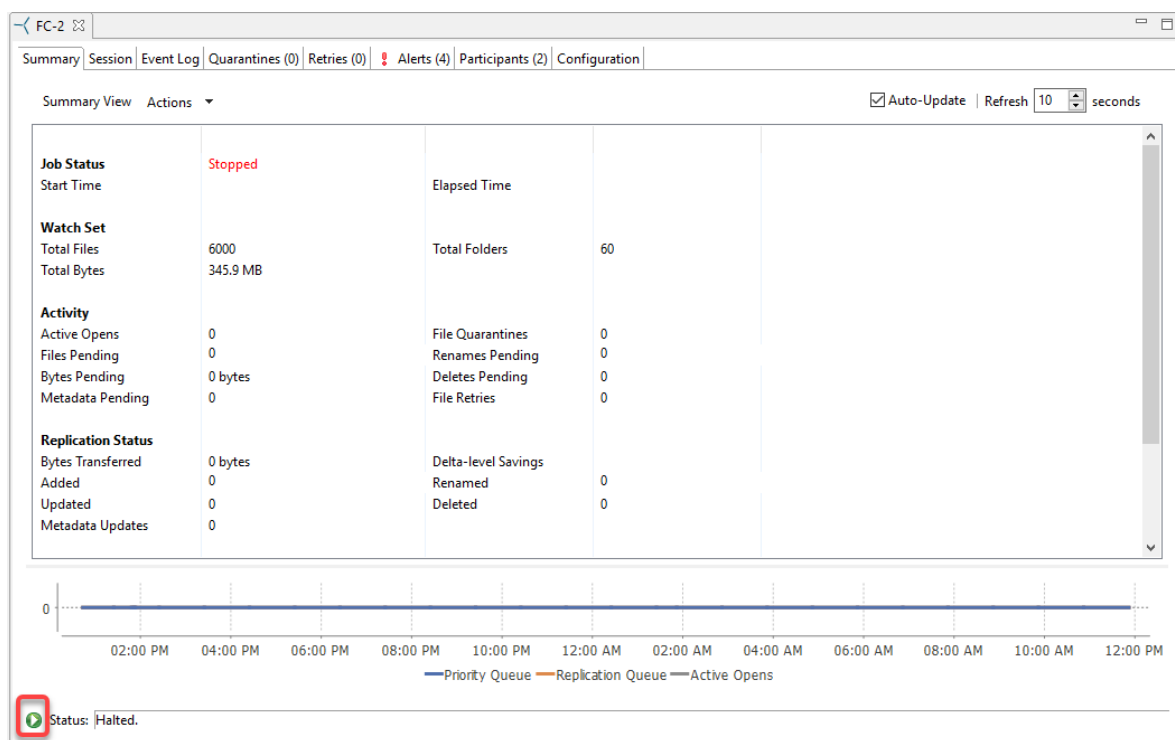 FC-2
Summary Session Event Log Quarantines (0) Retries (0) Alerts (4) Participants (2) Configuration
Summary View Actions Auto-Update | Refresh 10 seconds
Job Status Stopped
Start Time Elapsed Time
Watch Set
Total Files 6000 Total Folders 60
Total Bytes 345.9 MB
Activity
Active Opens 0 File Quarantines 0
Files Pending 0 Renames Pending 0
Bytes Pending 0 bytes Deletes Pending 0
Metadata Pending 0 File Retries 0
Replication Status
Bytes Transferred 0 bytes Delta-level Savings
Added 0 Renamed 0
Updated 0 Deleted 0
Metadata Updates 0
0
02:00 PM 04:00 PM 06:00 PM 08:00 PM 10:00 PM 12:00 AM 02:00 AM 04:00 AM 06:00 AM 08:00 AM 10:00 AM 12:00 PM
Priority Queue Replication Queue Active Opens
Status: Halted.